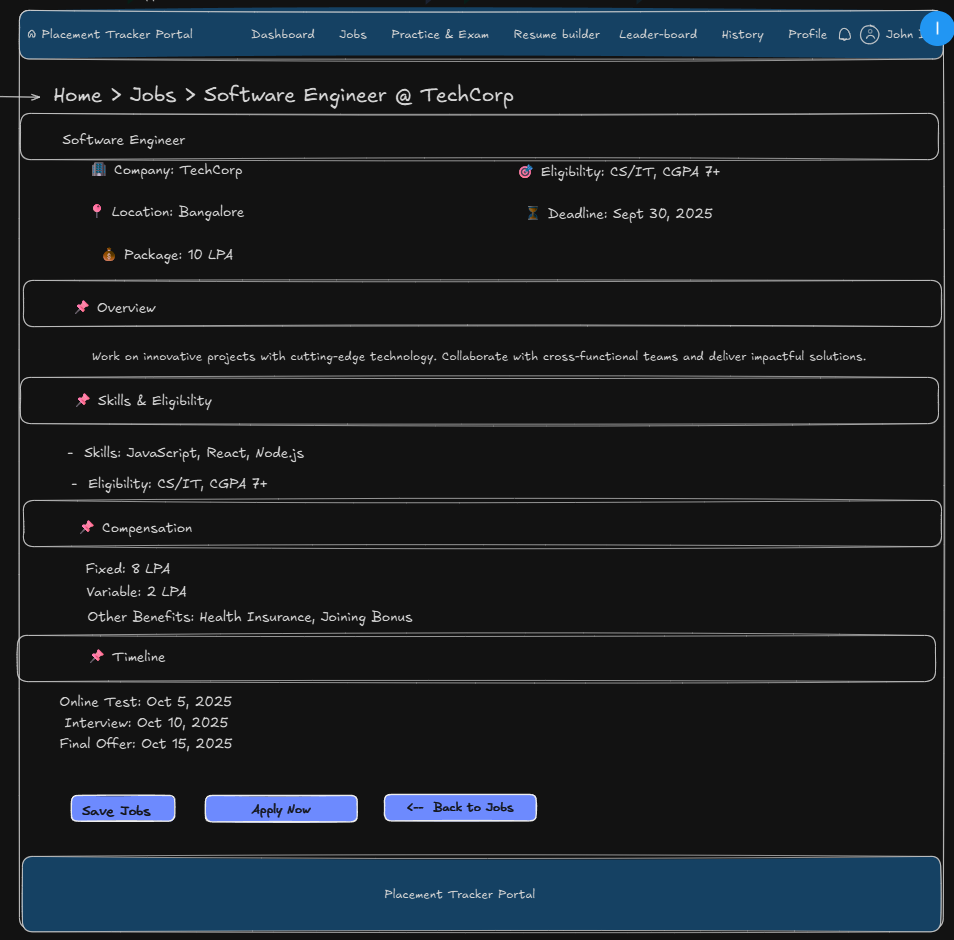 Placement Tracker Portal Dashboard Jobs Practice & Exam Resume builder Leader-board History Profile John
Home > Jobs > Software Engineer @ TechCorp
Software Engineer
Company: TechCorp Eligibility: CS/IT, CGPA 7+
Location: Bangalore Deadline: Sept 30, 2025
Package: 10 LPA
Overview
Work on innovative projects with cutting-edge technology. Collaborate with cross-functional teams and deliver impactful solutions.
Skills & Eligibility
- Skills: JavaScript, React, Node.js
- Eligibility: CS/IT, CGPA 7+
Compensation
Fixed: 8 LPA
Variable: 2 LPA
Other Benefits: Health Insurance, Joining Bonus
Timeline
Online Test: Oct 5, 2025
Interview: Oct 10, 2025
Final Offer: Oct 15, 2025
Save Jobs Apply Now <-- Back to Jobs
Placement Tracker Portal